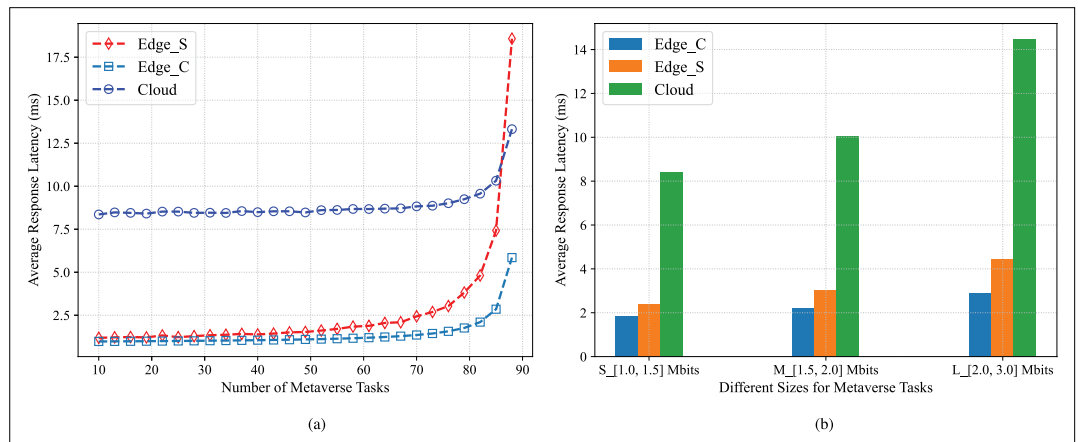 Average Response Latency (ms)
17.5
15.0
12.5
10.0
7.5
5.0
2.5
Edge_S
Edge_C
Cloud
10 20 30 40 50 60 70 80 90
Number of Metaverse Tasks
(a)
Average Response Latency (ms)
14
12
10
8
6
4
2
0
Edge_C
Edge_S
Cloud
S_[1.0, 1.5] Mbits M_[1.5, 2.0] Mbits L_[2.0, 3.0] Mbits
Different Sizes for Metaverse Tasks
(b)